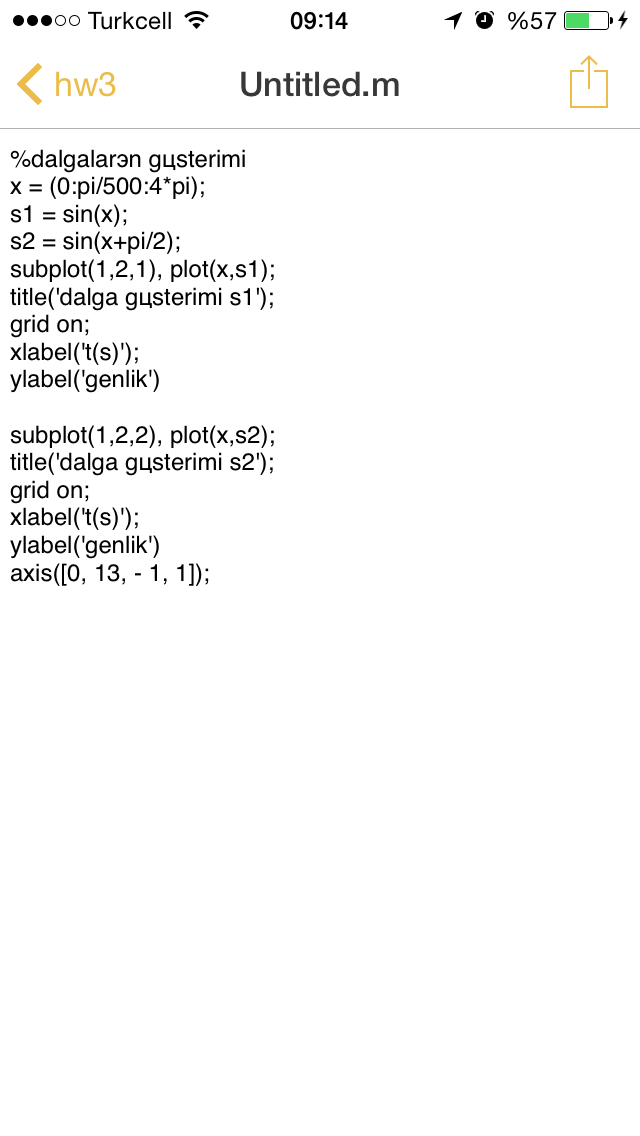 Turkcell 09:14 %57
hw3 Untitled.m
%dalgalarэn gцsterimi
x = (0:pi/500:4*pi);
s1 = sin(x);
s2 = sin(x+pi/2);
subplot(1,2,1), plot(x,s1);
title('dalga gцsterimi s1');
grid on;
xlabel('t(s)');
ylabel('genlik')
subplot(1,2,2), plot(x,s2);
title('dalga gцsterimi s2');
grid on;
xlabel('t(s)');
ylabel('genlik')
axis([0, 13, - 1, 1]);